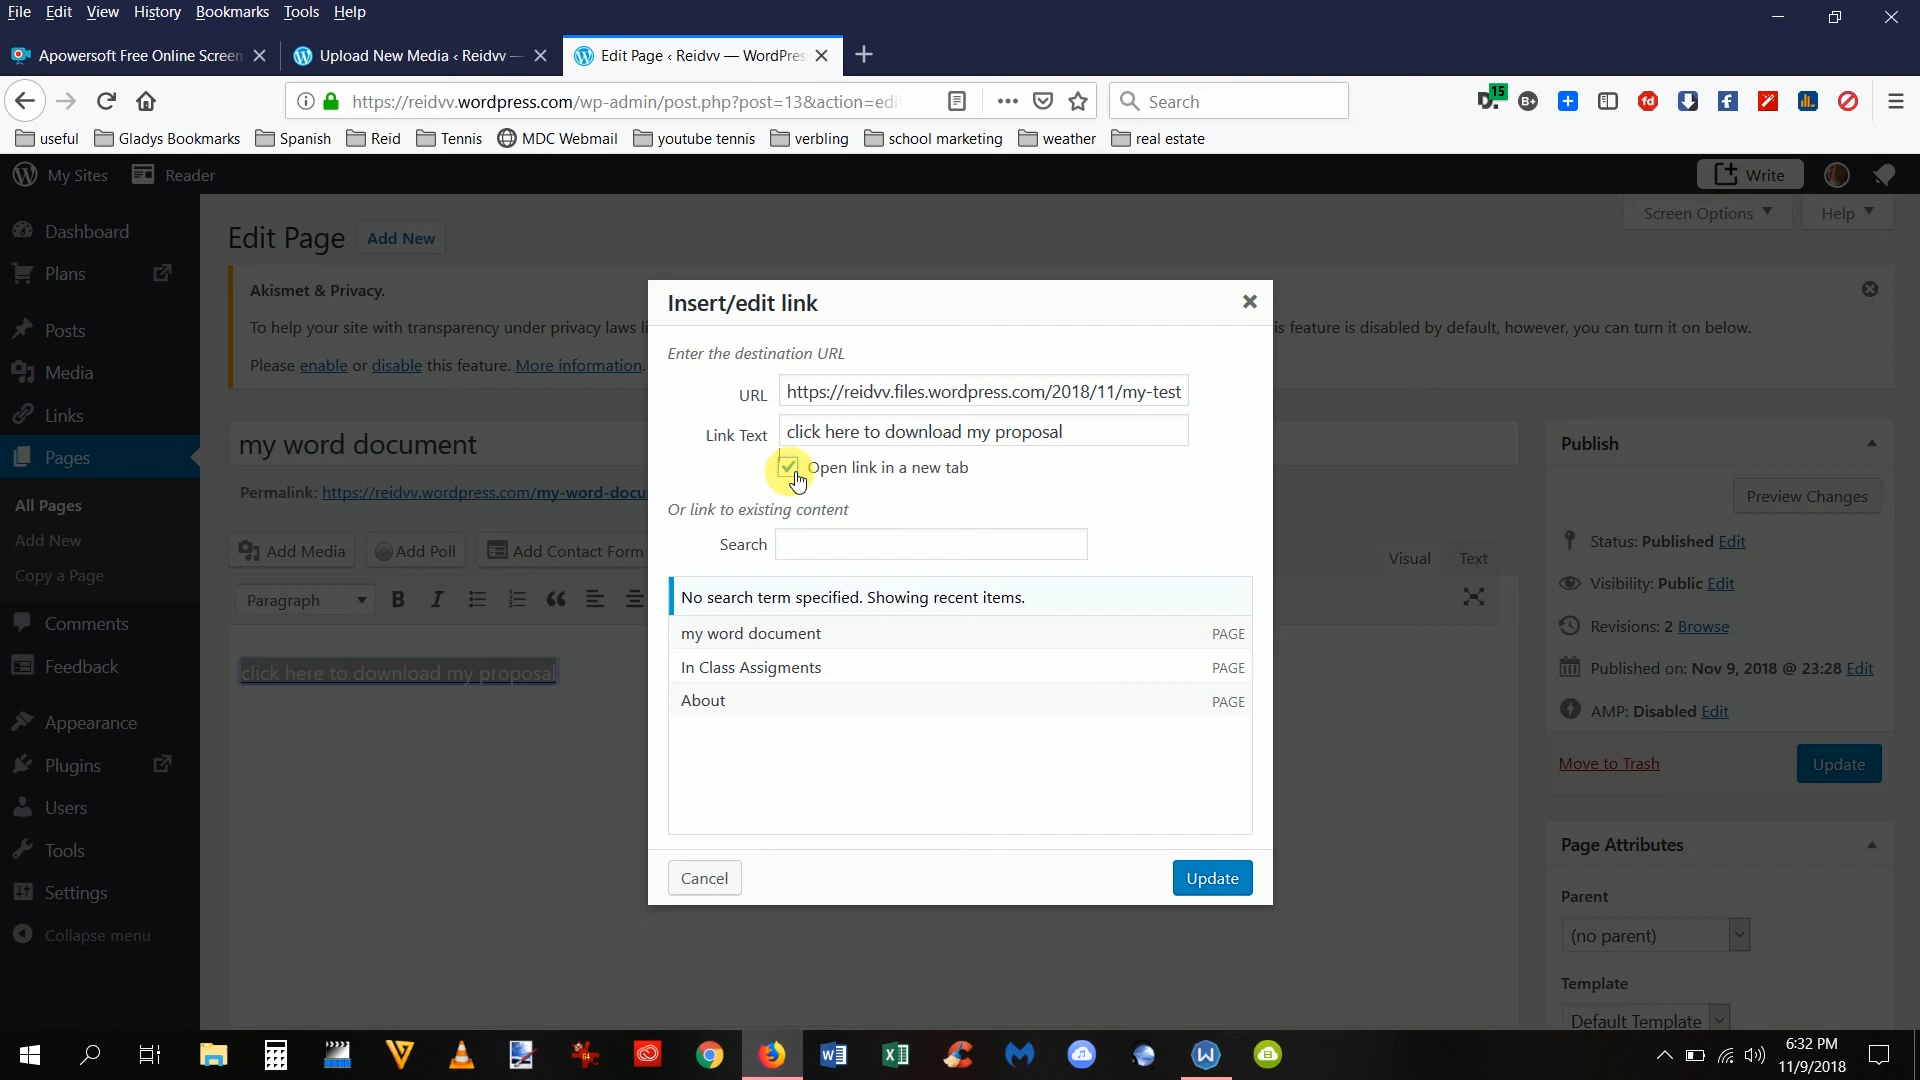 File Edit View History Bookmarks Tools Help
Apowersoft Free Online Screen
Upload New Media ‹ Reidvv —
Edit Page ‹ Reidvv — WordPres
https://reidvv.wordpress.com/wp-admin/post.php?post=13&action=edi
Search
15
B+
fd
useful Gladys Bookmarks Spanish Reid Tennis MDC Webmail youtube tennis verbling school marketing weather real estate
My Sites Reader
Write
Screen Options Help
Dashboard
Plans
Posts
Media
Links
Pages
All Pages
Add New
Copy a Page
Comments
Feedback
Appearance
Plugins
Users
Tools
Settings
Collapse menu
Edit Page Add New
Akismet & Privacy.
To help your site with transparency under privacy laws li
is feature is disabled by default, however, you can turn it on below.
Please enable or disable this feature. More information.
my word document
Permalink: https://reidvv.wordpress.com/my-word-docu
Add Media Add Poll Add Contact Form
Visual Text
Paragraph B I
click here to download my proposal
Insert/edit link
Enter the destination URL
URL https://reidvv.files.wordpress.com/2018/11/my-test
Link Text click here to download my proposal
Open link in a new tab
Or link to existing content
Search
No search term specified. Showing recent items.
my word document PAGE
In Class Assigments PAGE
About PAGE
Cancel Update
Publish
Preview Changes
Status: Published Edit
Visibility: Public Edit
Revisions: 2 Browse
Published on: Nov 9, 2018 @ 23:28 Edit
AMP: Disabled Edit
Move to Trash Update
Page Attributes
Parent
(no parent)
Template
Default Template
6:32 PM
11/9/2018